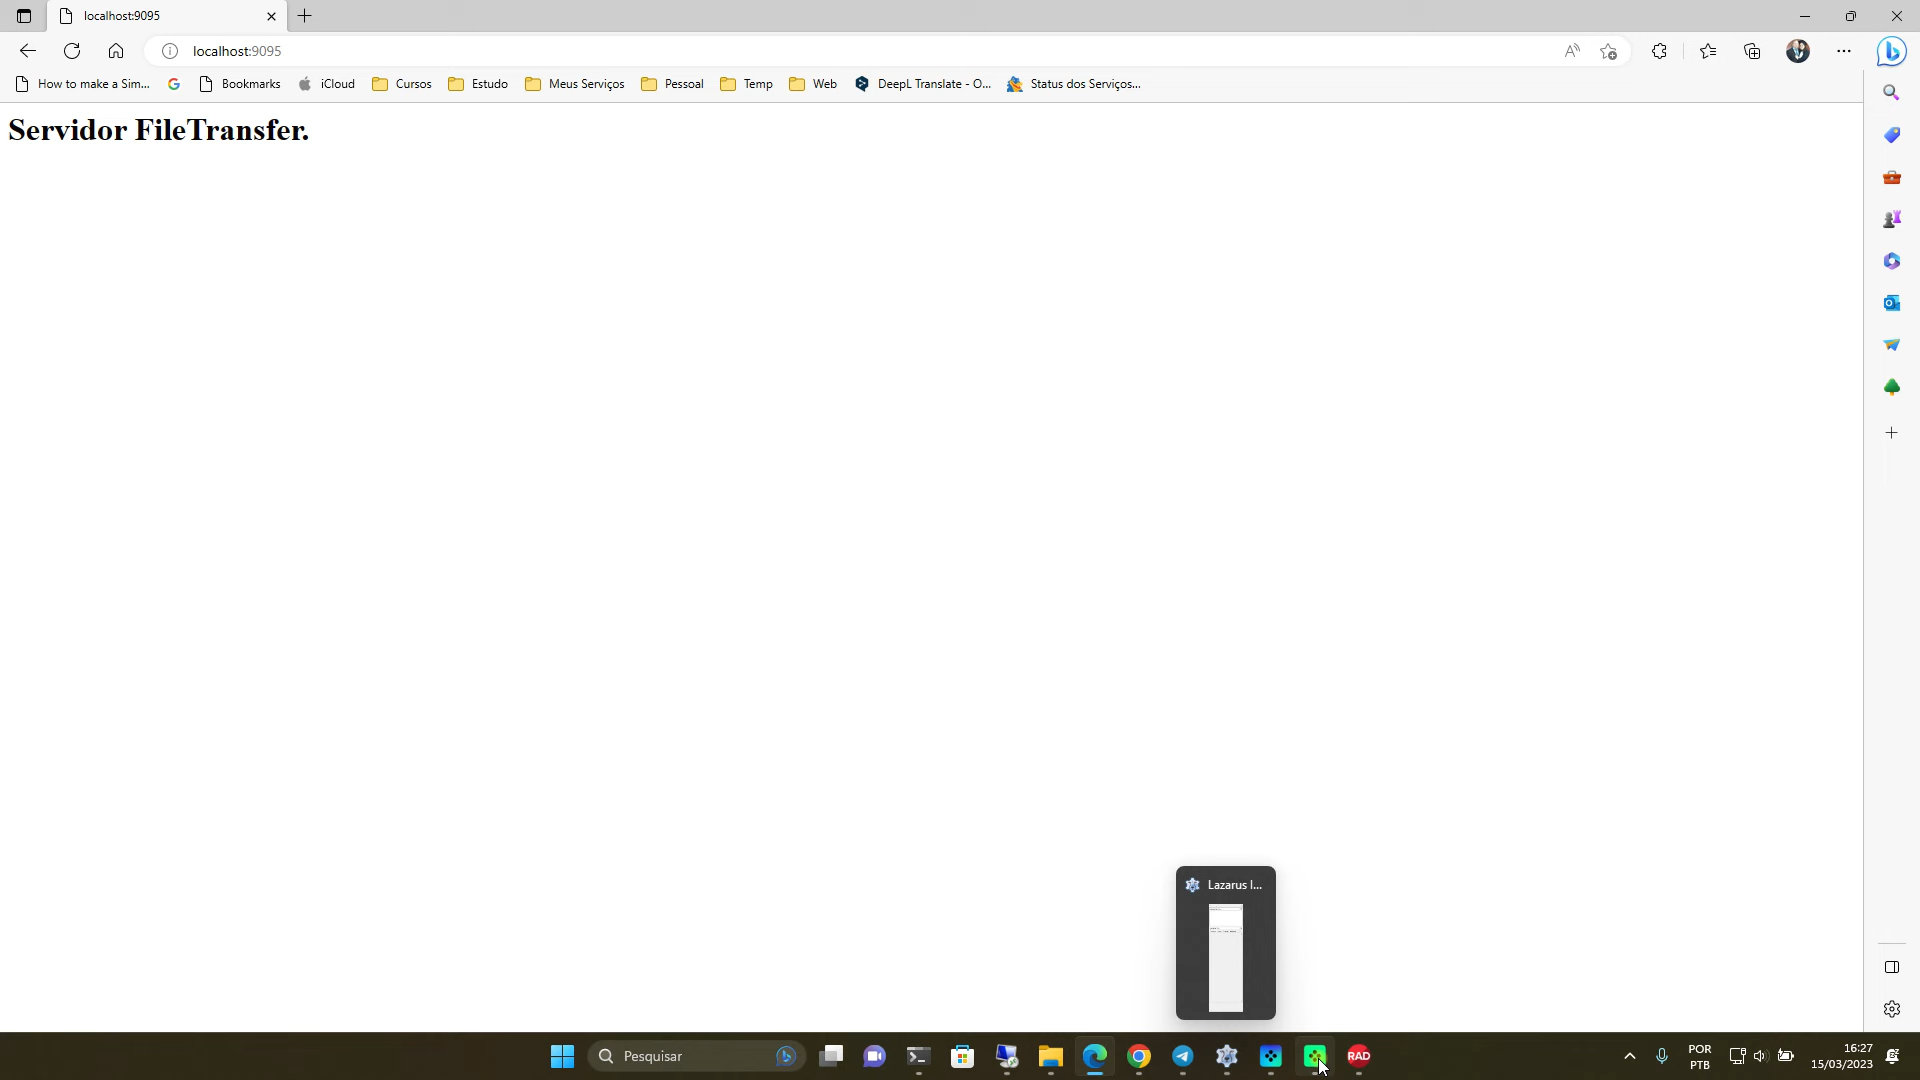 localhost:9095
localhost:9095
How to make a Sim...
Bookmarks
iCloud
Cursos
Estudo
Meus Serviços
Pessoal
Temp
Web
DeepL Translate - O...
Status dos Serviços...
Servidor FileTransfer.
Lazarus I...
Pesquisar
RAD
POR
PTB
16:27
15/03/2023